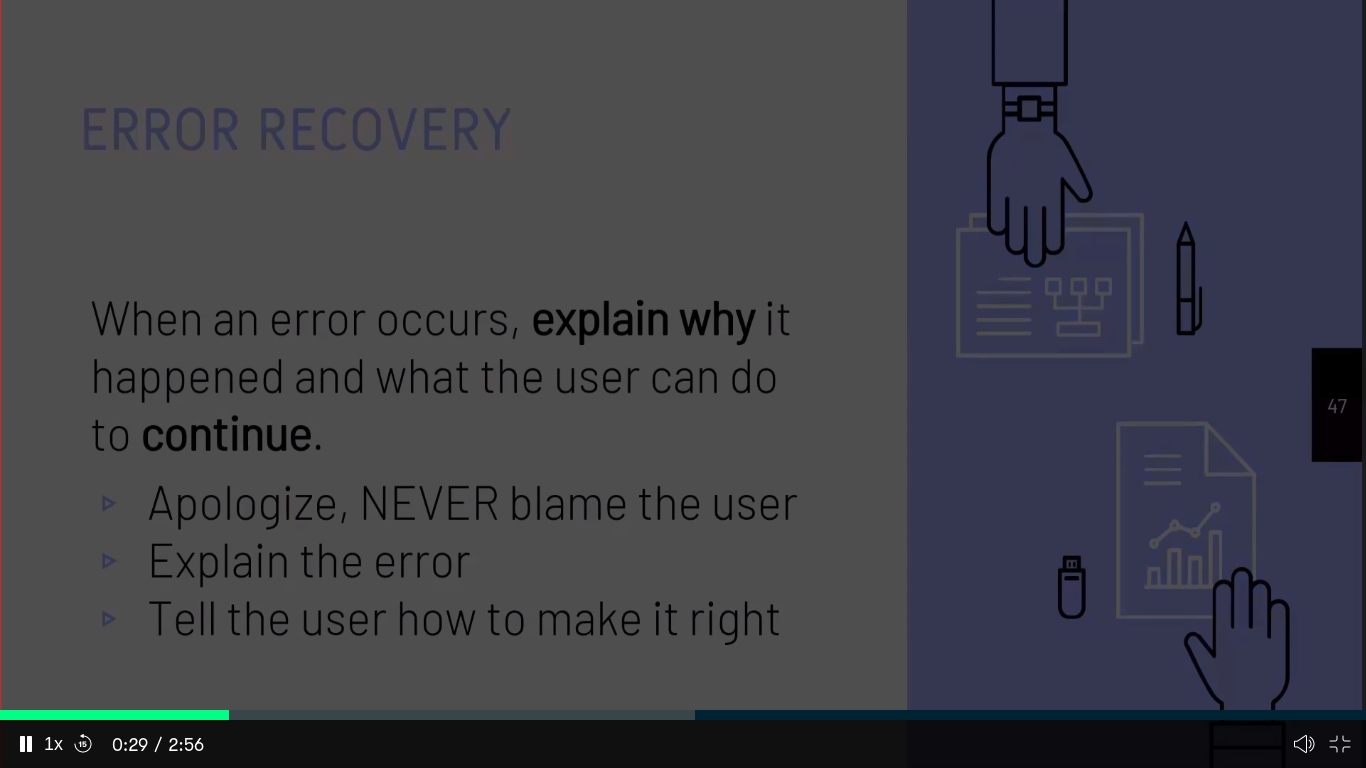 ERROR RECOVERY
When an error occurs, explain why it
happened and what the user can do
to continue.
Apologize, NEVER blame the user
Explain the error
Tell the user how to make it right
47
1x 15 0:29 / 2:56